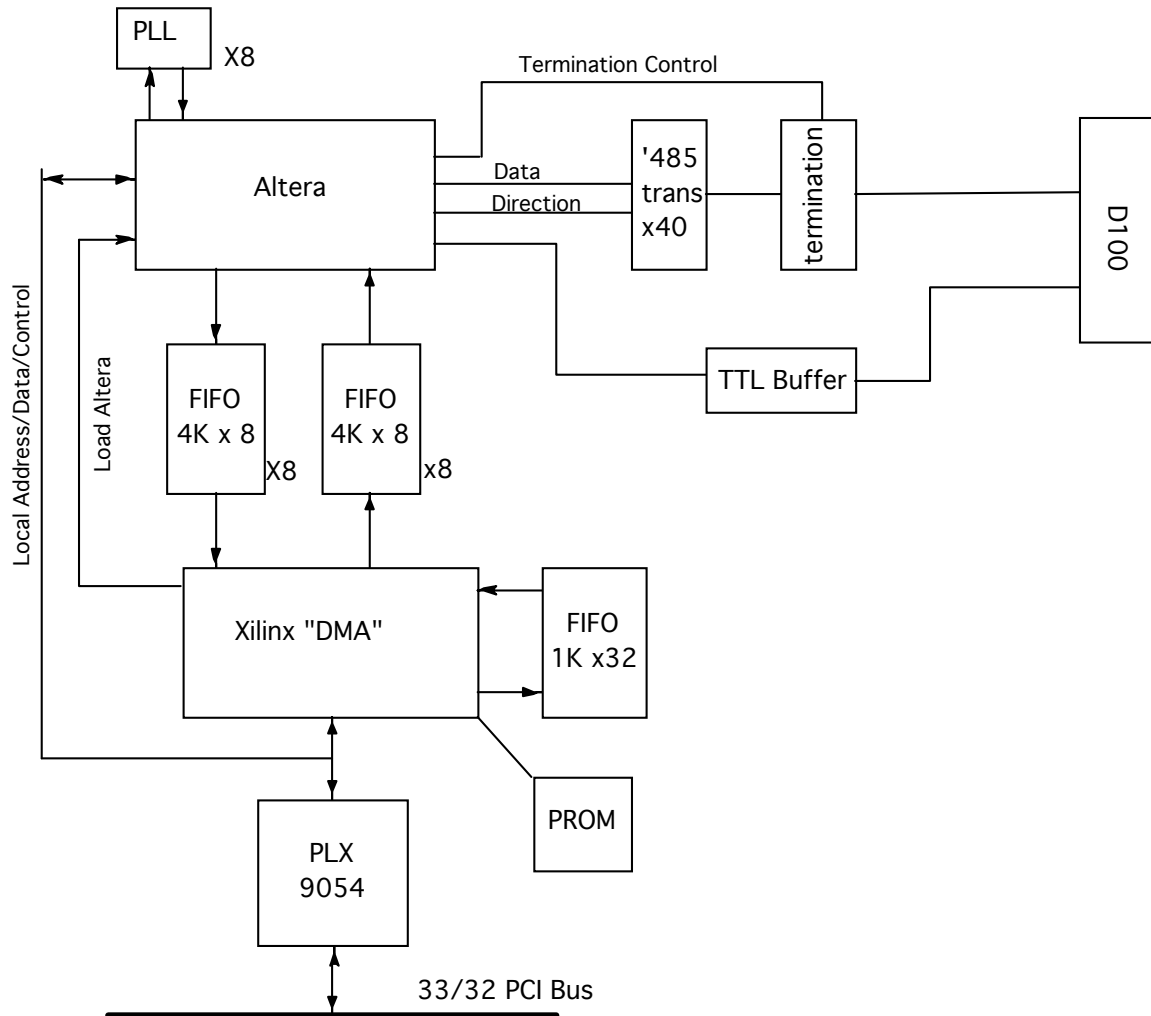 PLL
X8
Termination Control
Altera
Data
Direction
'485
trans
x40
termination
D100
Local Address/Data/Control
Load Altera
FIFO
4K x 8
X8
FIFO
4K x 8
x8
TTL Buffer
Xilinx "DMA"
FIFO
1K x32
PROM
PLX
9054
33/32 PCI Bus